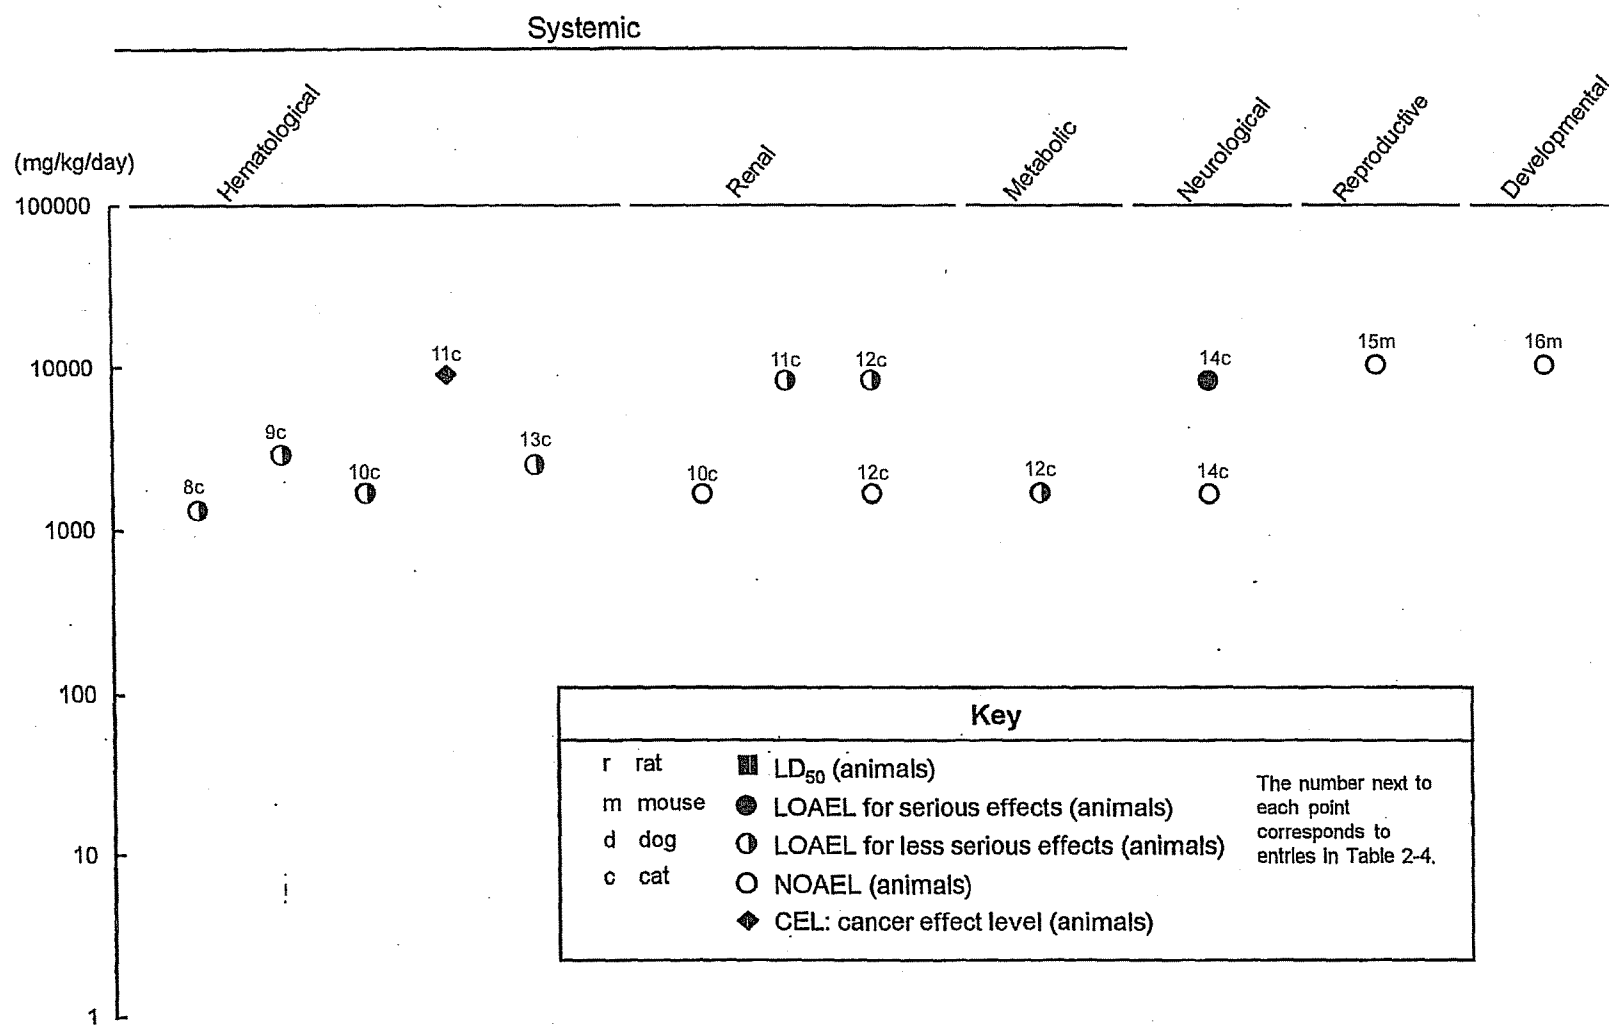 Systemic
(mg/kg/day)
Hematological
Renal
Metabolic
Neurological
Reproductive
Developmental
100000
10000
1000
100
10
1
11c
11c
12c
14c
15m
16m
9c
13c
8c
10c
10c
12c
12c
14c
Key
r rat
m mouse
d dog
c cat
LD50 (animals)
LOAEL for serious effects (animals)
LOAEL for less serious effects (animals)
NOAEL (animals)
CEL: cancer effect level (animals)
The number next to
each point
corresponds to
entries in Table 2-4.